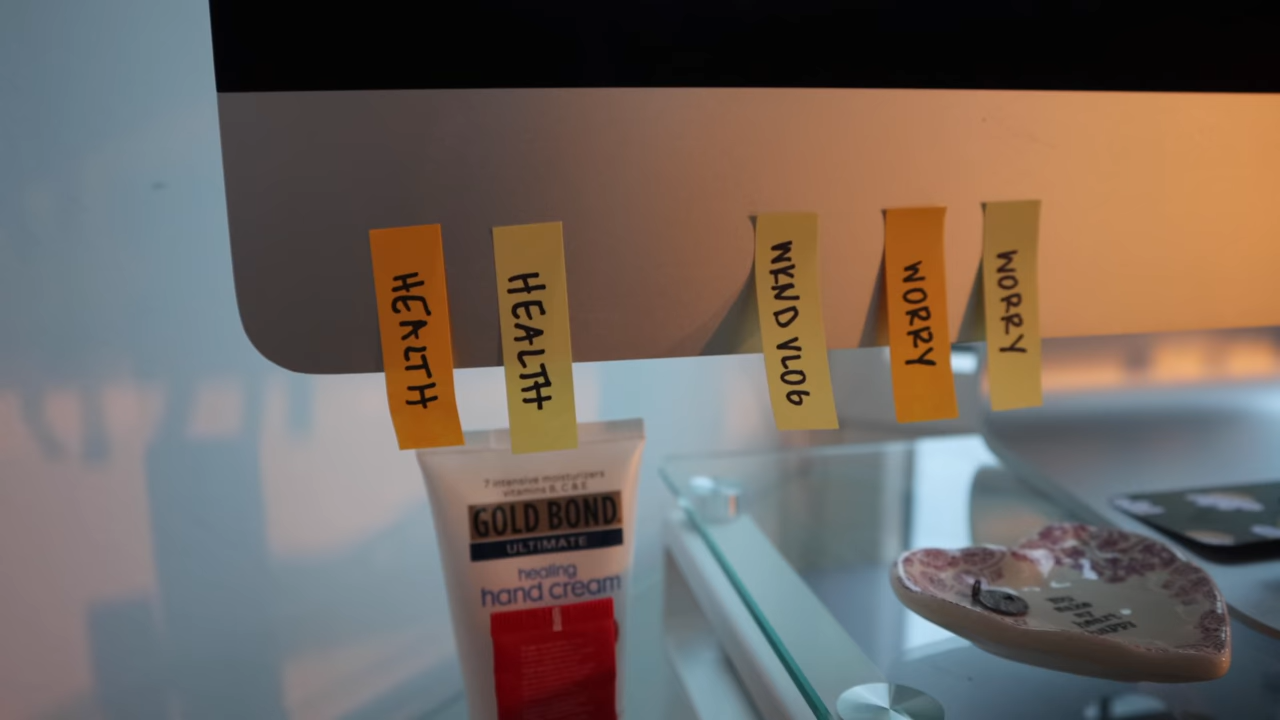 HEALTH
HEALTH
WKND VLOG
WORRY
WORRY
7 intensive moisturizers
vitamins B, C & E
GOLD BOND
ULTIMATE
healing
hand cream